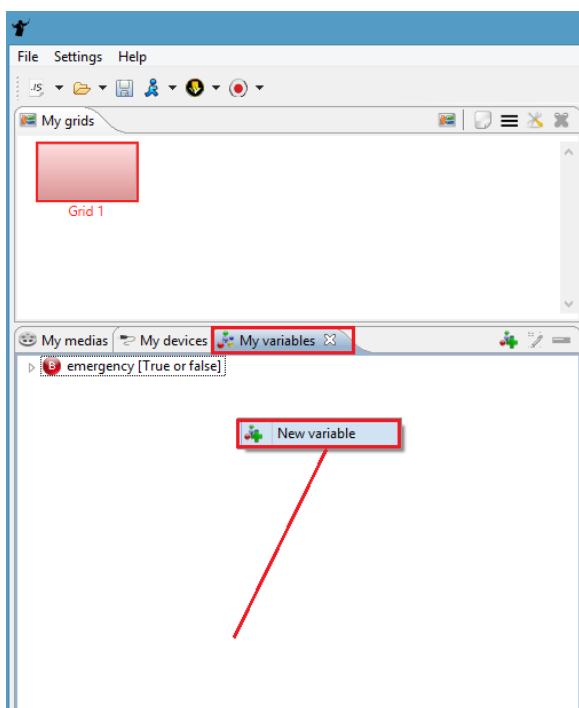 File Settings Help
JS
My grids
Grid 1
My medias My devices My variables
B emergency [True or false]
New variable